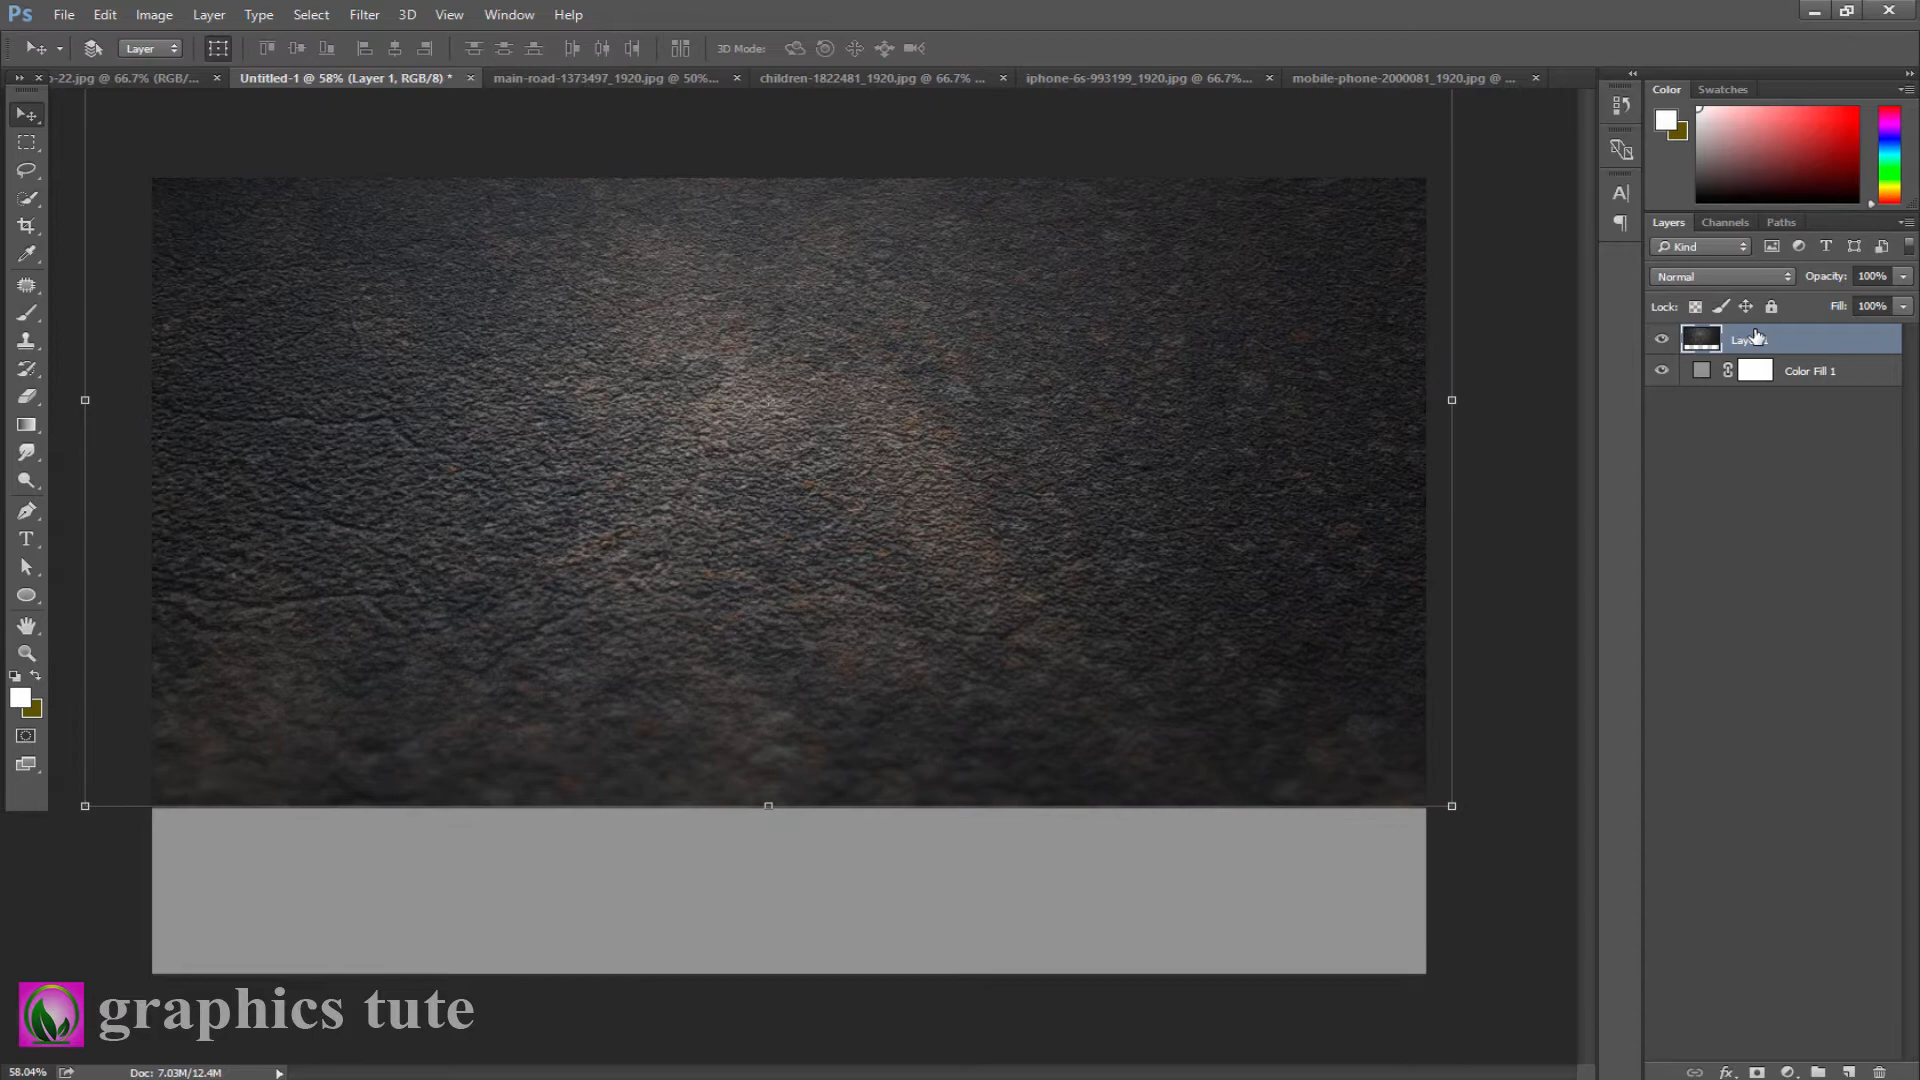 Ps File Edit Image Layer Type Select Filter 3D View Window Help
Layer 3D Mode:
o-22.jpg @ 66.7% (RGB/... × Untitled-1 @ 58% (Layer 1, RGB/8) * × main-road-1373497_1920.jpg @ 50%... × children-1822481_1920.jpg @ 66.7% ... × iphone-6s-993199_1920.jpg @ 66.7%... × mobile-phone-2000081_1920.jpg @ ... ×
Color Swatches
Layers Channels Paths
Kind
Normal Opacity: 100%
Lock: Fill: 100%
Color Fill 1
graphics tute
58.04% Doc: 7.03M/12.4M